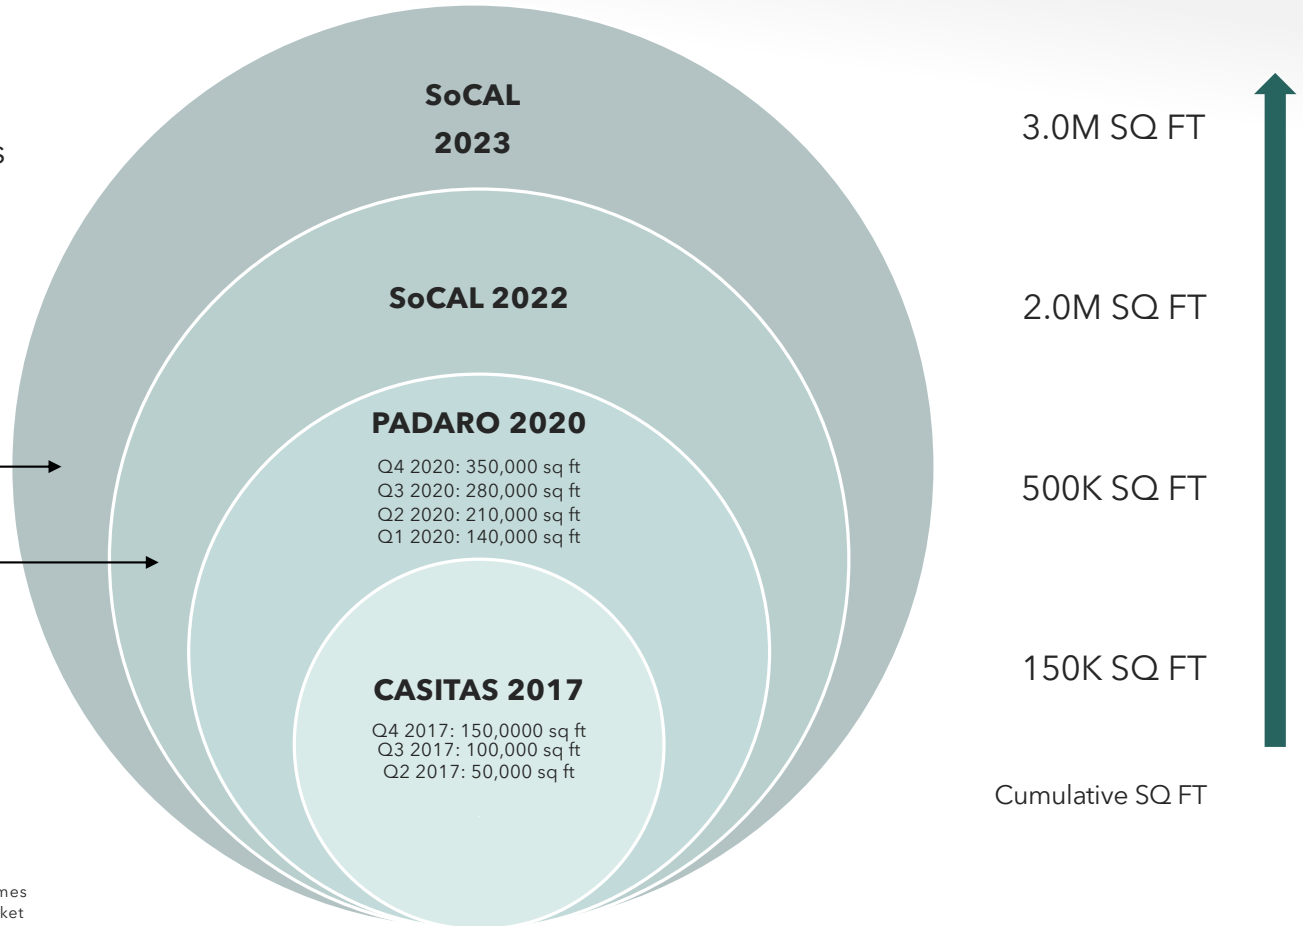 SoCAL
2023
3.0M SQ FT
s
SoCAL 2022
2.0M SQ FT
PADARO 2020
Q4 2020: 350,000 sq ft
Q3 2020: 280,000 sq ft
Q2 2020: 210,000 sq ft
Q1 2020: 140,000 sq ft
500K SQ FT
150K SQ FT
CASITAS 2017
Q4 2017: 150,0000 sq ft
Q3 2017: 100,000 sq ft
Q2 2017: 50,000 sq ft
Cumulative SQ FT
mes
ket